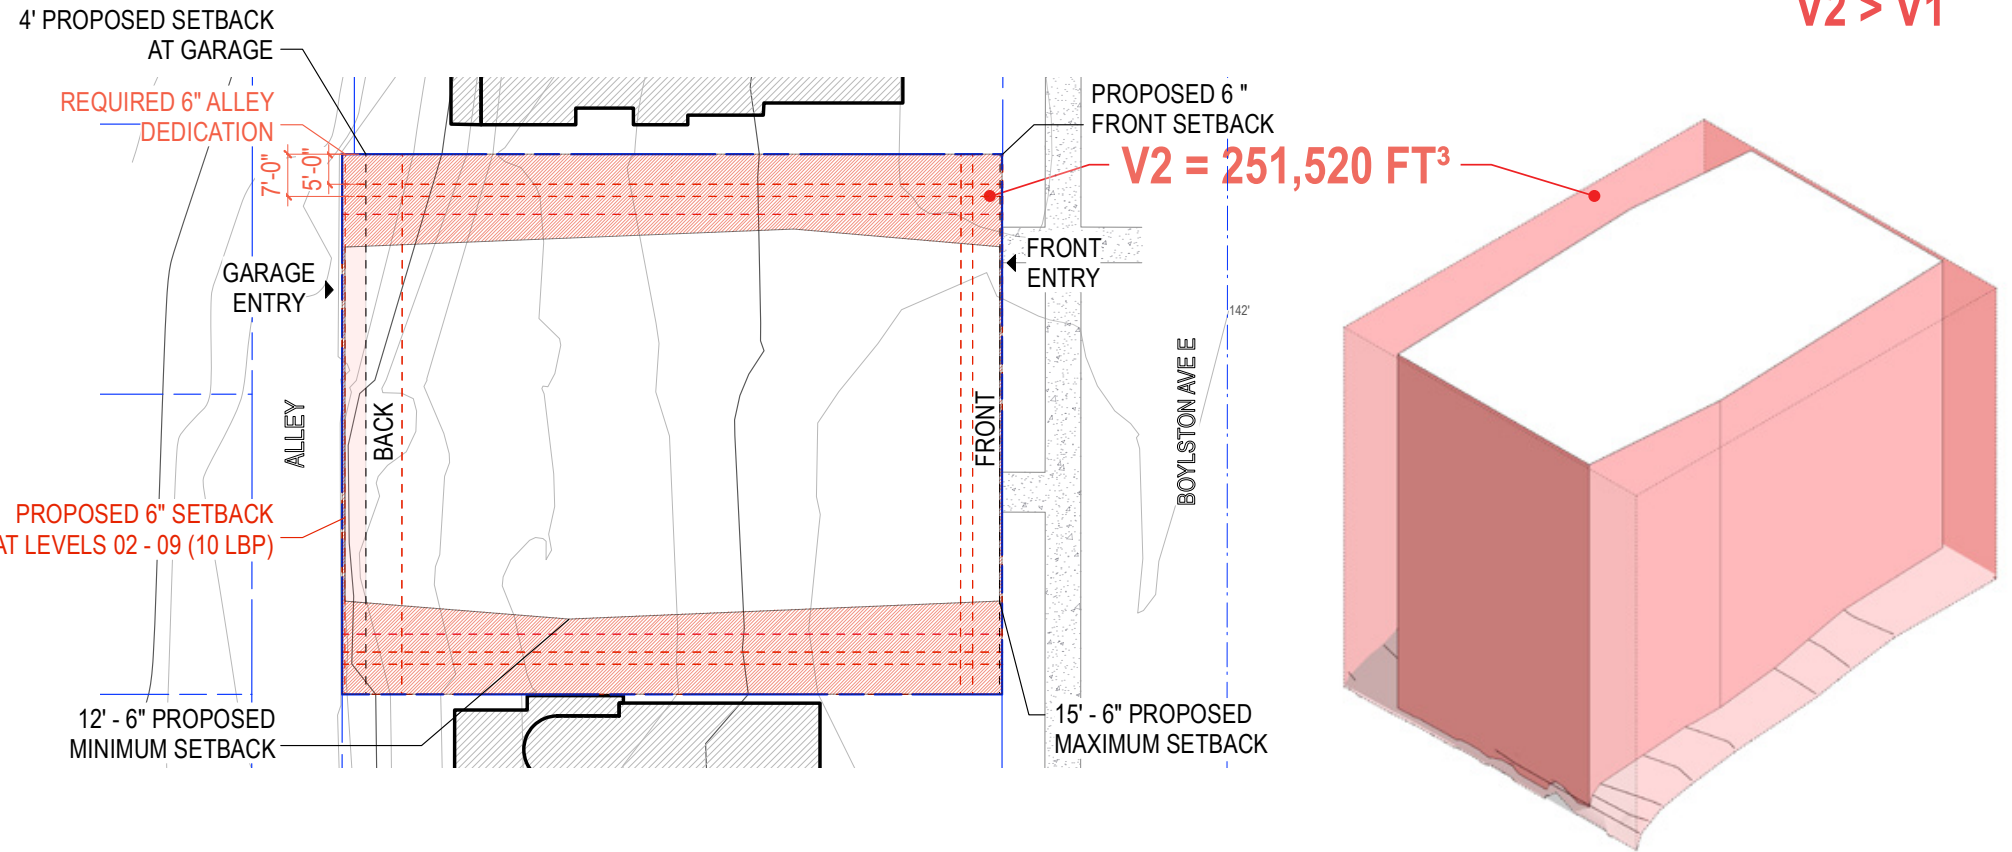 4' PROPOSED SETBACK
AT GARAGE
V2 > V1
REQUIRED 6" ALLEY
DEDICATION
7'-0"
5'-0"
PROPOSED 6 "
FRONT SETBACK
V2 = 251,520 FT³
GARAGE
ENTRY
FRONT
ENTRY
142'
ALLEY
BACK
FRONT
BOYLSTON AVE E
PROPOSED 6" SETBACK
AT LEVELS 02 - 09 (10 LBP)
12' - 6" PROPOSED
MINIMUM SETBACK
15' - 6" PROPOSED
MAXIMUM SETBACK